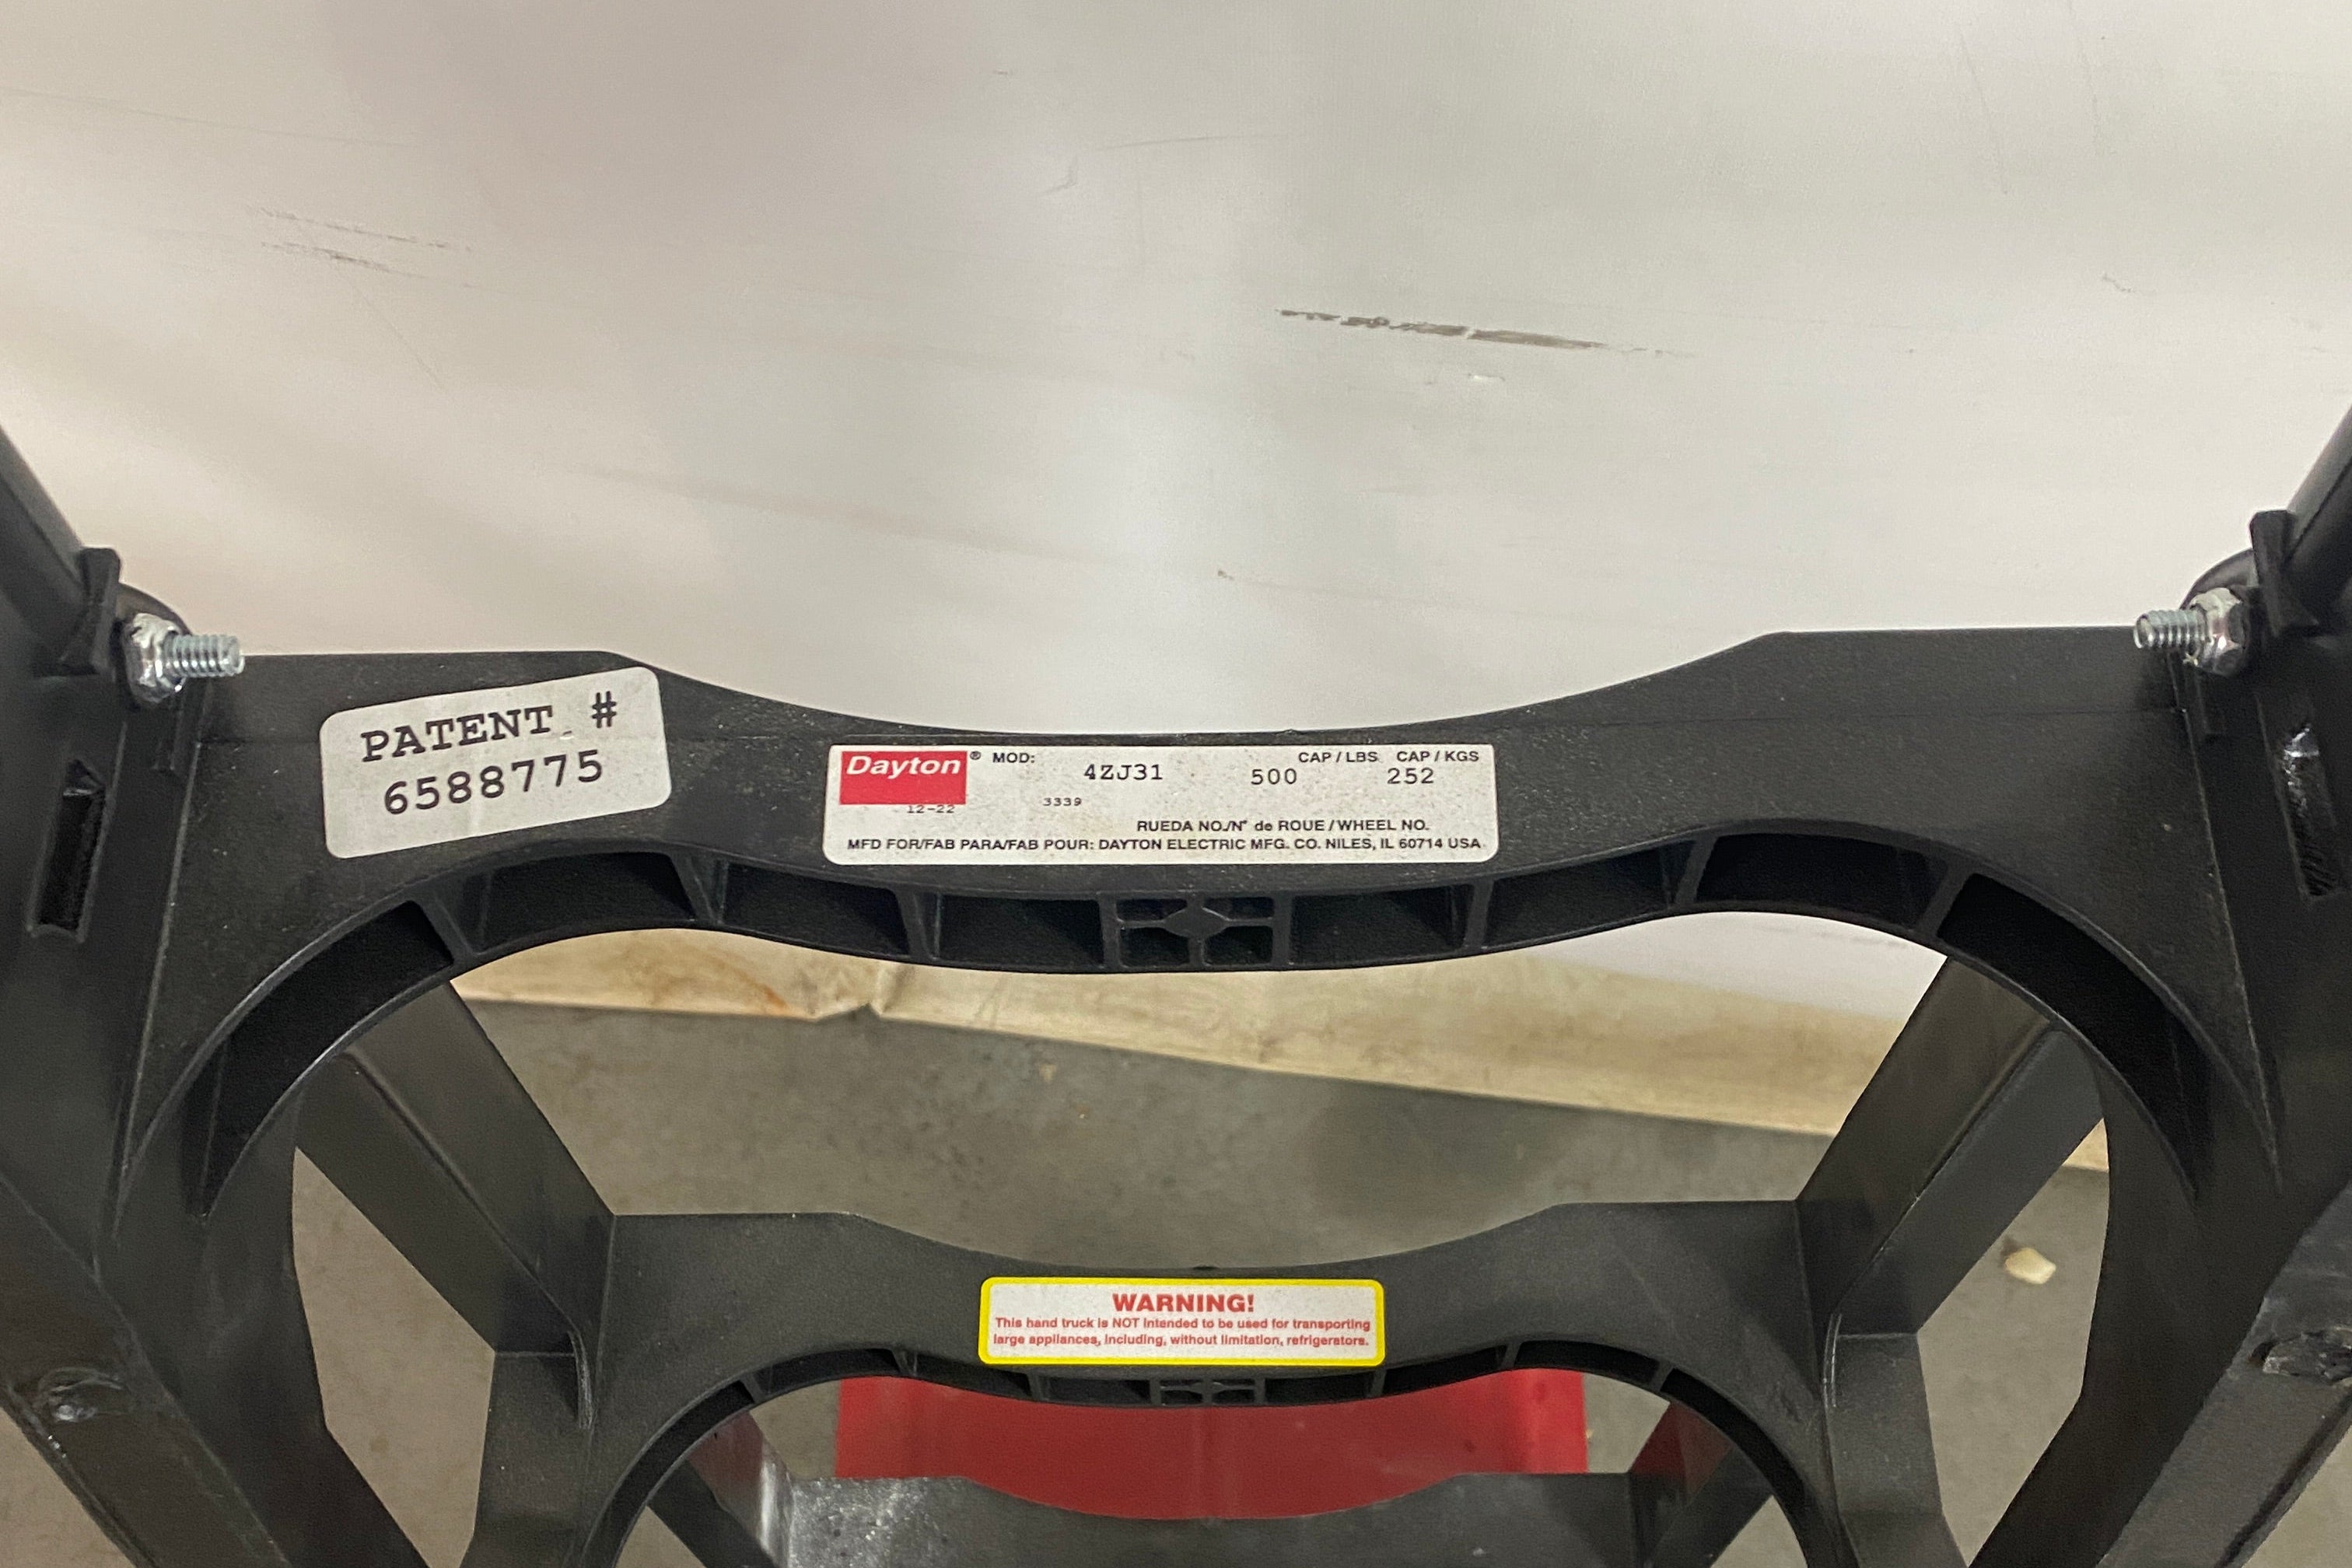 PATENT #
6588775
Dayton® MOD: CAP/LBS CAP/KGS
4ZJ31 500 252
12-22 3339
RUEDA NO./N° de ROUE/WHEEL NO.
MFD FOR/FAB PARA/FAB POUR: DAYTON ELECTRIC MFG. CO. NILES, IL 60714 USA
WARNING!
This hand truck is NOT intended to be used for transporting
large appliances, including, without limitation, refrigerators.